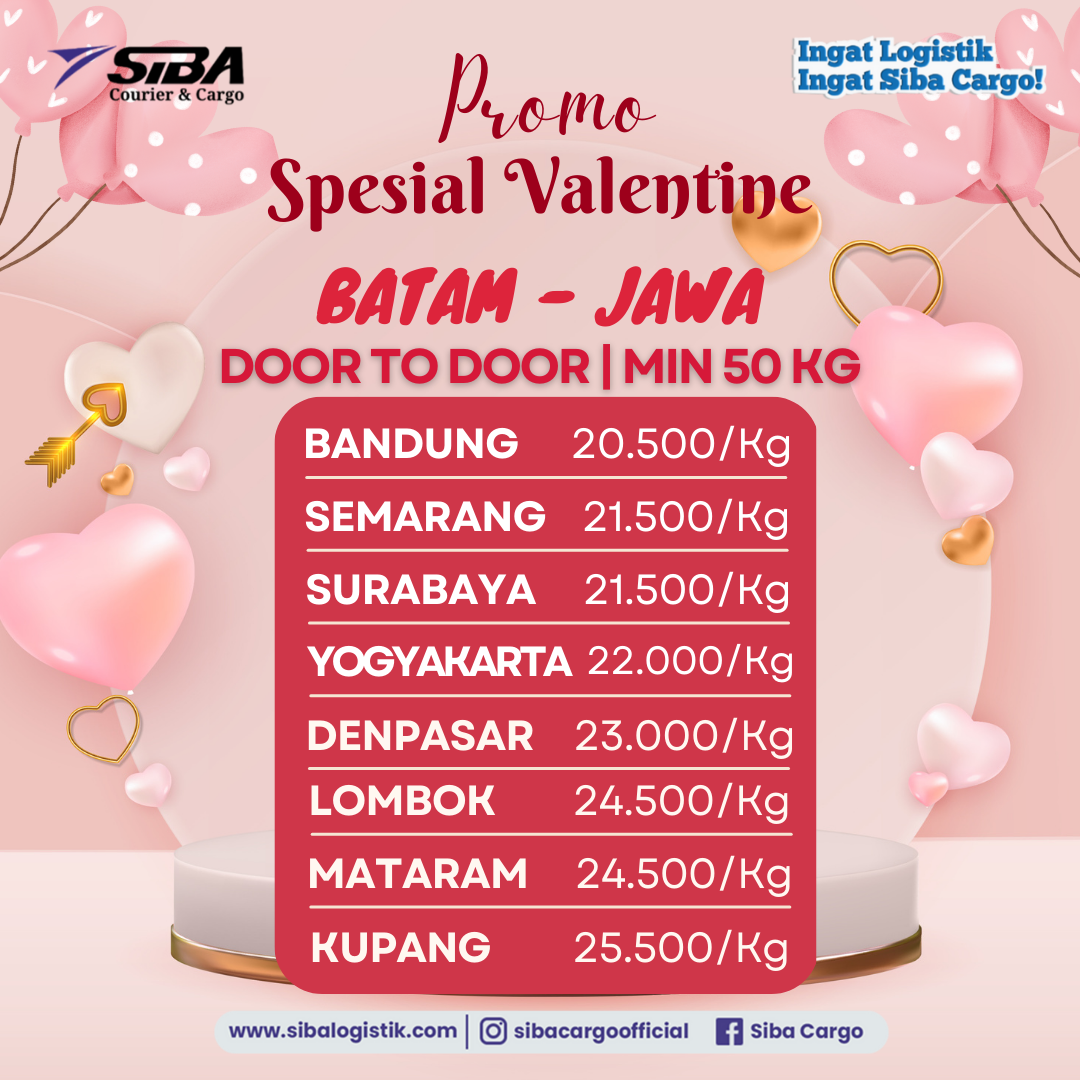 SIBA
Courier & Cargo
Ingat Logistik
Ingat Siba Cargo!
Promo
Spesial Valentine
BATAM - JAWA
DOOR TO DOOR | MIN 50 KG
BANDUNG 20.500/Kg
SEMARANG 21.500/Kg
SURABAYA 21.500/Kg
YOGYAKARTA 22.000/Kg
DENPASAR 23.000/Kg
LOMBOK 24.500/Kg
MATARAM 24.500/Kg
KUPANG 25.500/Kg
www.sibalogistik.com | sibacargoofficial Siba Cargo